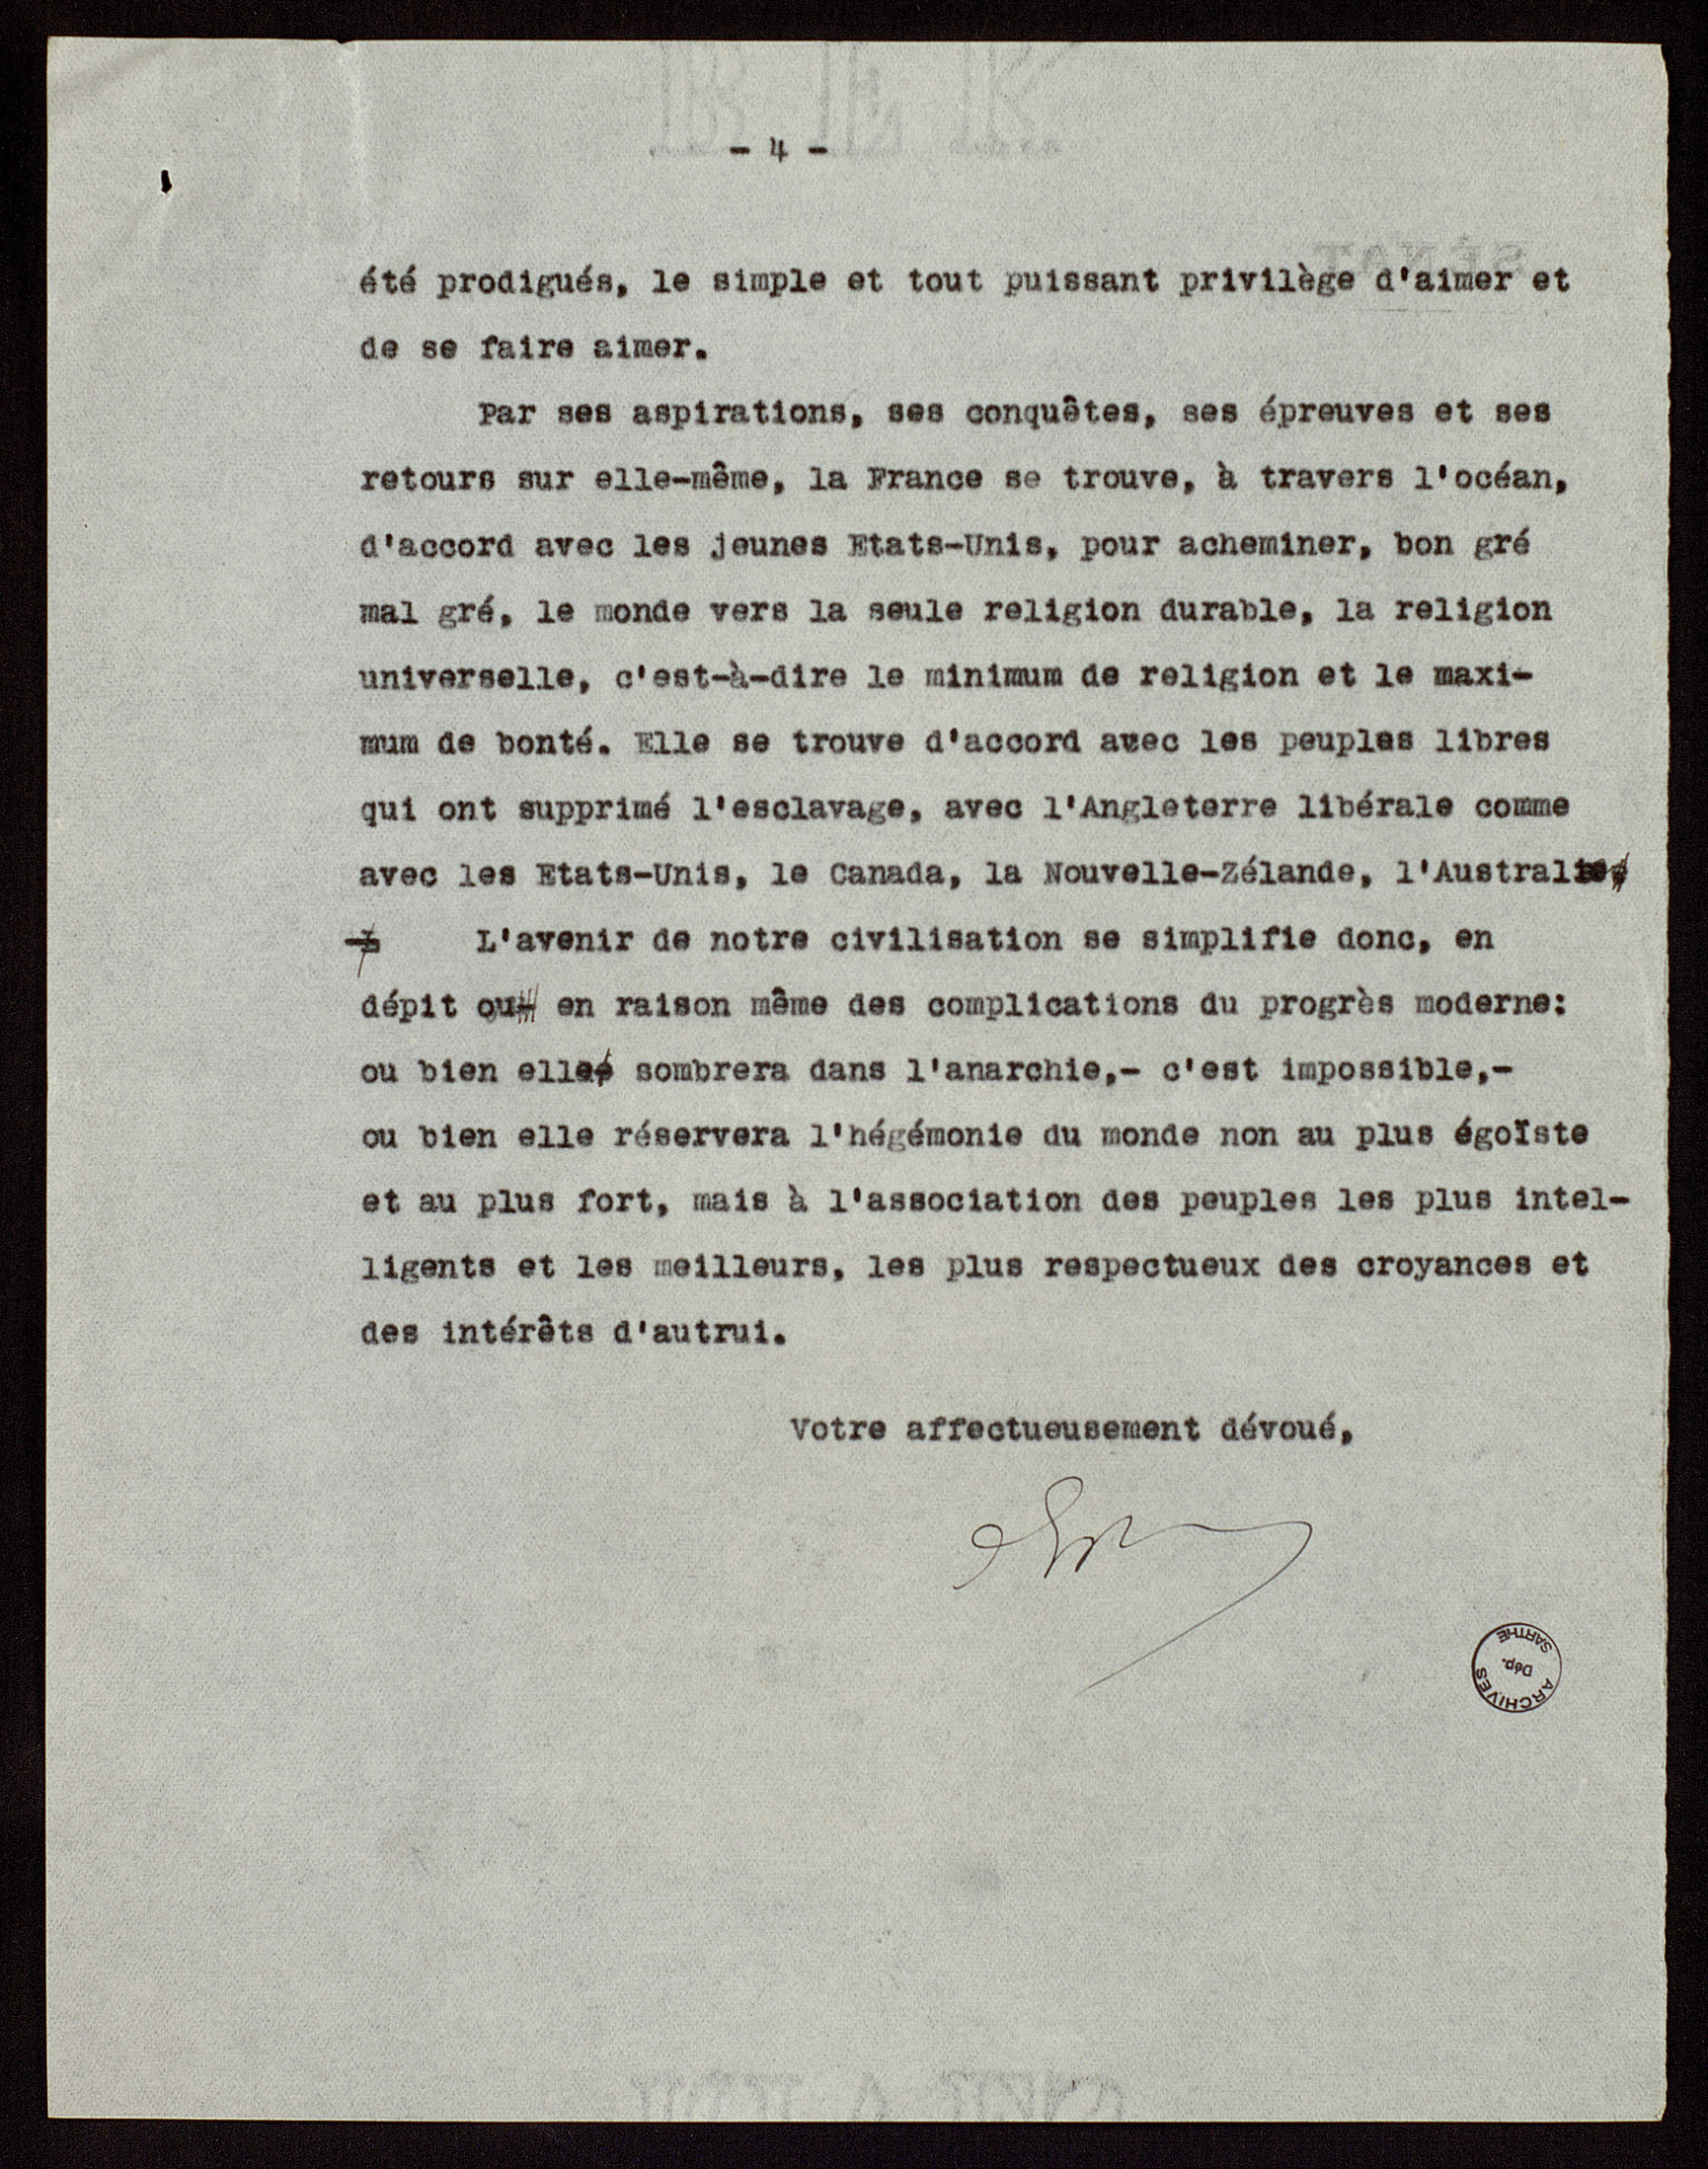 - 4 -
SÉNAT
été prodigués, le simple et tout puissant privilège d'aimer et
de se faire aimer.
Par ses aspirations, ses conquêtes, ses épreuves et ses
retours sur elle-même, la France se trouve, à travers l'océan,
d'accord avec les jeunes Etats-Unis, pour acheminer, bon gré
mal gré, le monde vers la seule religion durable, la religion
universelle, c'est-à-dire le minimum de religion et le maxi-
mum de bonté. Elle se trouve d'accord avec les peuples libres
qui ont supprimé l'esclavage, avec l'Angleterre libérale comme
avec les Etats-Unis, le Canada, la Nouvelle-Zélande, l'Australie
L'avenir de notre civilisation se simplifie donc, en
dépit ou en raison même des complications du progrès moderne:
ou bien elle sombrera dans l'anarchie,- c'est impossible,-
ou bien elle réservera l'hégémonie du monde non au plus égoïste
et au plus fort, mais à l'association des peuples les plus intel-
ligents et les meilleurs, les plus respectueux des croyances et
des intérêts d'autrui.
Votre affectueusement dévoué,
ARCHIVES
Dép.
SARTHE